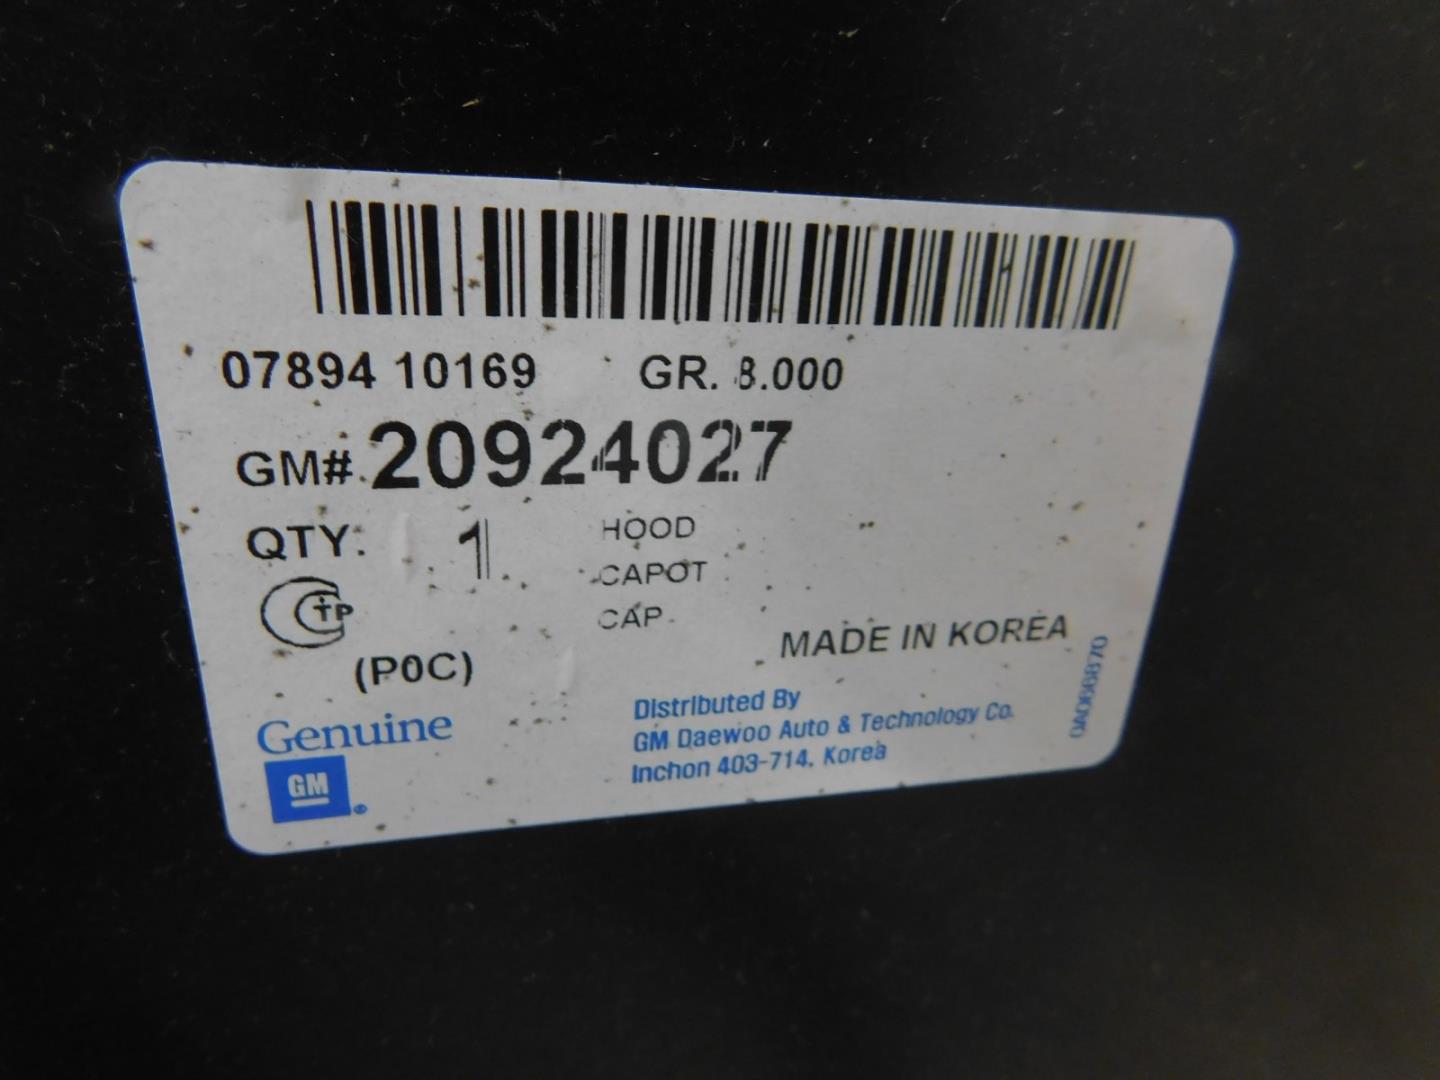 07894 10169 GR. 8.000
GM# 20924027
QTY. 1 HOOD
CAPOT
CAP
(P0C)
MADE IN KOREA
Genuine
GM ®
Distributed By
GM Daewoo Auto & Technology Co.
Inchon 403-714, Korea